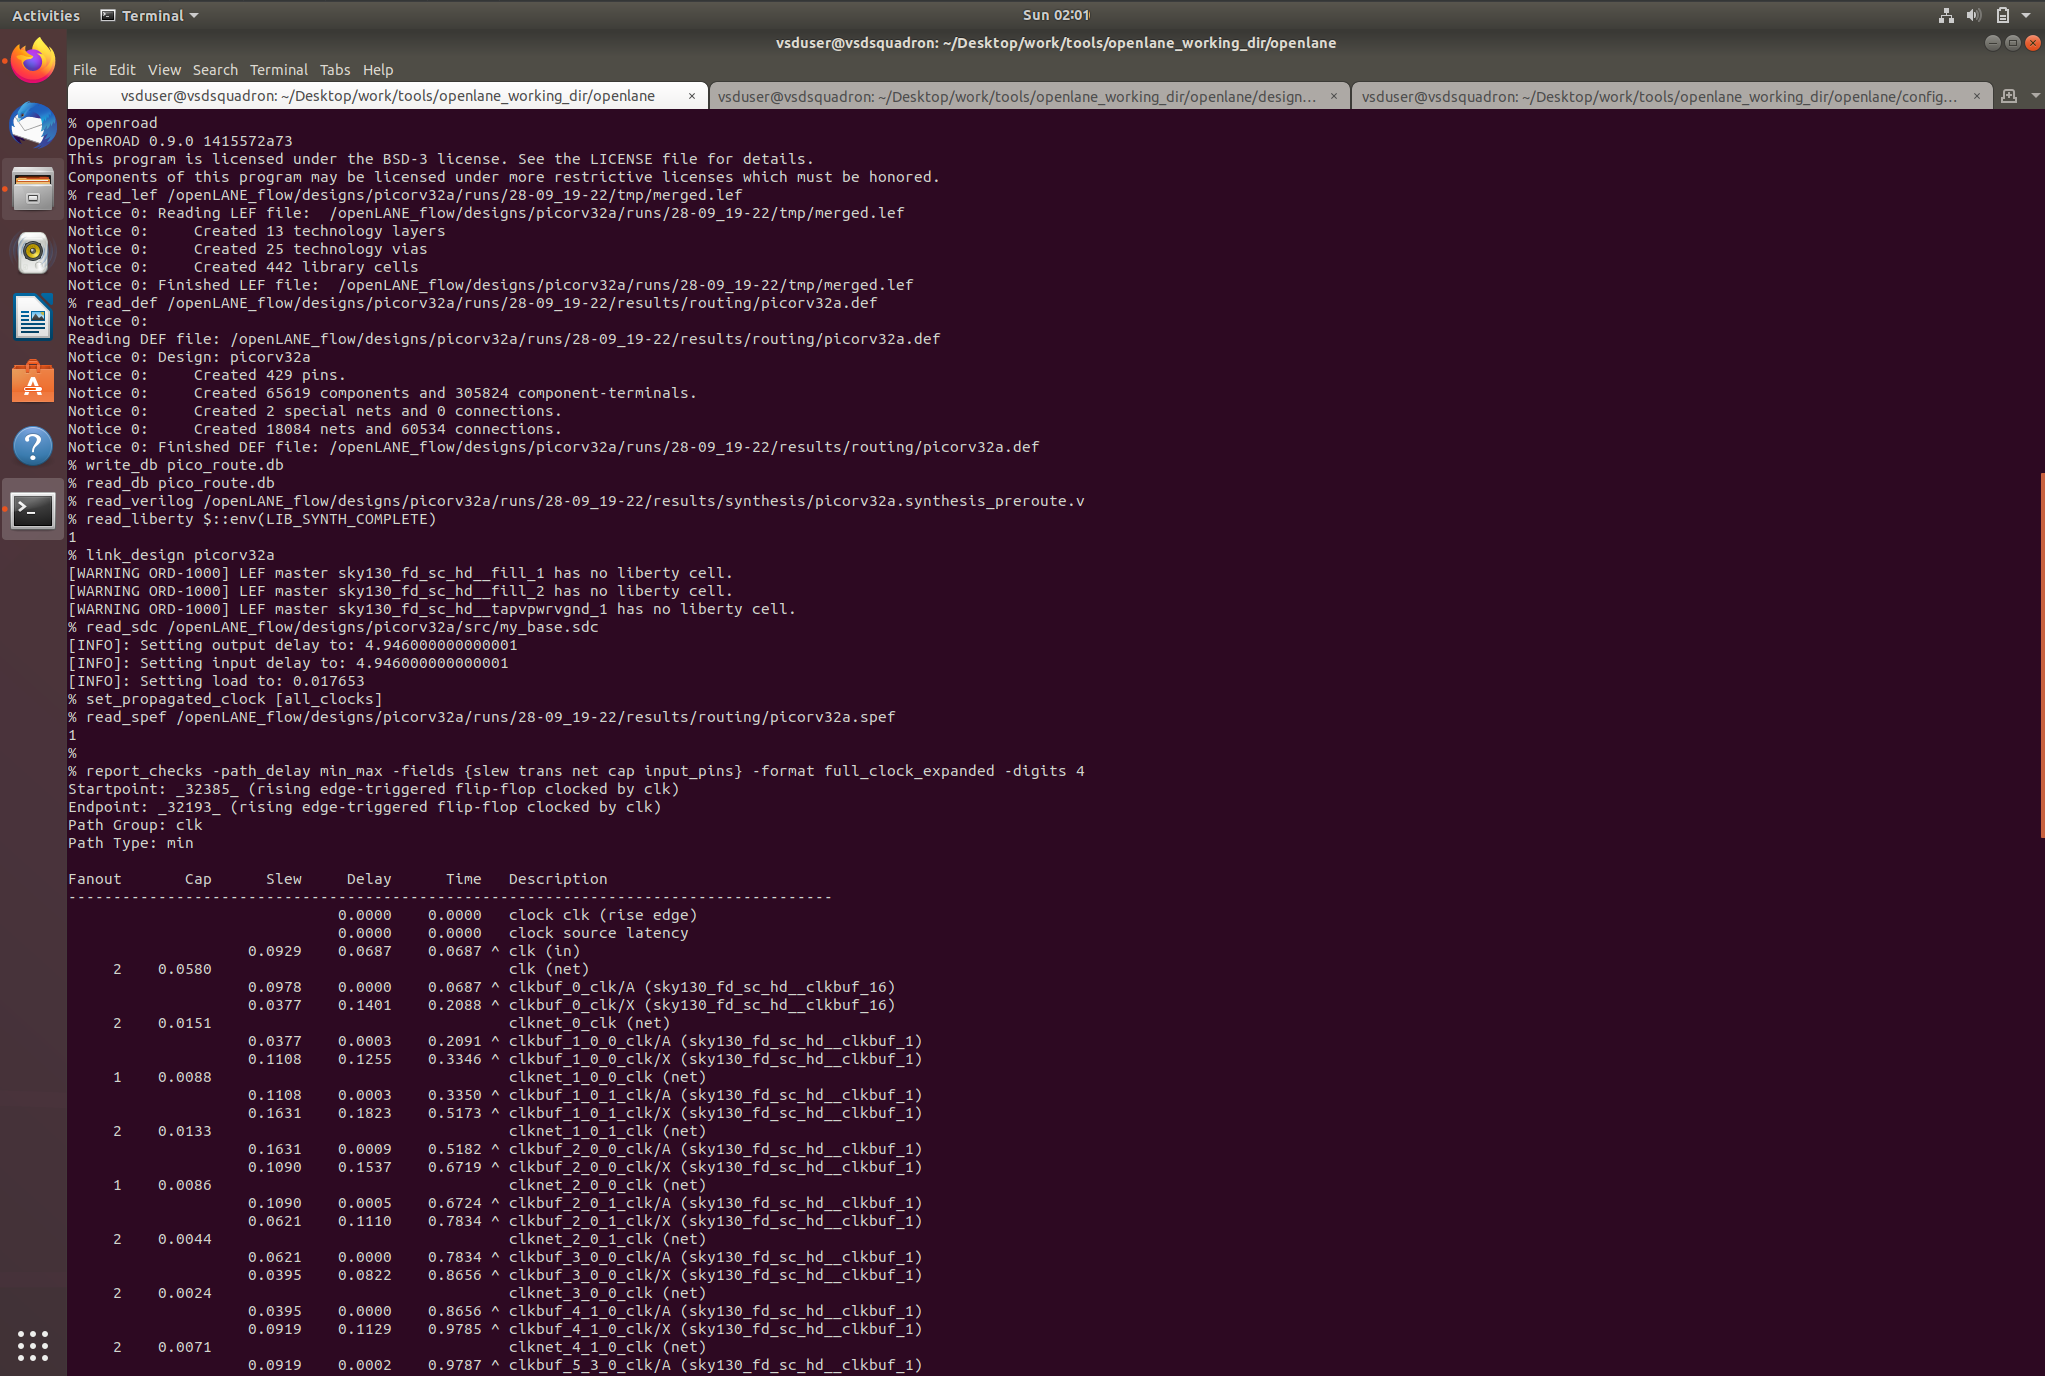 Activities Terminal Sun 02:01
vsduser@vsdsquadron: ~/Desktop/work/tools/openlane_working_dir/openlane
File Edit View Search Terminal Tabs Help
vsduser@vsdsquadron: ~/Desktop/work/tools/openlane_working_dir/openlane × vsduser@vsdsquadron: ~/Desktop/work/tools/openlane_working_dir/openlane/design... × vsduser@vsdsquadron: ~/Desktop/work/tools/openlane_working_dir/openlane/config... ×
% openroad
OpenROAD 0.9.0 1415572a73
This program is licensed under the BSD-3 license. See the LICENSE file for details.
Components of this program may be licensed under more restrictive licenses which must be honored.
% read_lef /openLANE_flow/designs/picorv32a/runs/28-09_19-22/tmp/merged.lef
Notice 0: Reading LEF file:  /openLANE_flow/designs/picorv32a/runs/28-09_19-22/tmp/merged.lef
Notice 0:     Created 13 technology layers
Notice 0:     Created 25 technology vias
Notice 0:     Created 442 library cells
Notice 0: Finished LEF file:  /openLANE_flow/designs/picorv32a/runs/28-09_19-22/tmp/merged.lef
% read_def /openLANE_flow/designs/picorv32a/runs/28-09_19-22/results/routing/picorv32a.def
Notice 0:
Reading DEF file: /openLANE_flow/designs/picorv32a/runs/28-09_19-22/results/routing/picorv32a.def
Notice 0: Design: picorv32a
Notice 0:     Created 429 pins.
Notice 0:     Created 65619 components and 305824 component-terminals.
Notice 0:     Created 2 special nets and 0 connections.
Notice 0:     Created 18084 nets and 60534 connections.
Notice 0: Finished DEF file: /openLANE_flow/designs/picorv32a/runs/28-09_19-22/results/routing/picorv32a.def
% write_db pico_route.db
% read_db pico_route.db
% read_verilog /openLANE_flow/designs/picorv32a/runs/28-09_19-22/results/synthesis/picorv32a.synthesis_preroute.v
% read_liberty $::env(LIB_SYNTH_COMPLETE)
1
% link_design picorv32a
[WARNING ORD-1000] LEF master sky130_fd_sc_hd__fill_1 has no liberty cell.
[WARNING ORD-1000] LEF master sky130_fd_sc_hd__fill_2 has no liberty cell.
[WARNING ORD-1000] LEF master sky130_fd_sc_hd__tapvpwrvgnd_1 has no liberty cell.
% read_sdc /openLANE_flow/designs/picorv32a/src/my_base.sdc
[INFO]: Setting output delay to: 4.946000000000001
[INFO]: Setting input delay to: 4.946000000000001
[INFO]: Setting load to: 0.017653
% set_propagated_clock [all_clocks]
% read_spef /openLANE_flow/designs/picorv32a/runs/28-09_19-22/results/routing/picorv32a.spef
1
%
% report_checks -path_delay min_max -fields {slew trans net cap input_pins} -format full_clock_expanded -digits 4
Startpoint: _32385_ (rising edge-triggered flip-flop clocked by clk)
Endpoint: _32193_ (rising edge-triggered flip-flop clocked by clk)
Path Group: clk
Path Type: min
Fanout Cap Slew Delay Time Description
-------------------------------------------------------------------------------------
0.0000 0.0000 clock clk (rise edge)
0.0000 0.0000 clock source latency
0.0929 0.0687 0.0687 ^ clk (in)
2 0.0580 clk (net)
0.0978 0.0000 0.0687 ^ clkbuf_0_clk/A (sky130_fd_sc_hd__clkbuf_16)
0.0377 0.1401 0.2088 ^ clkbuf_0_clk/X (sky130_fd_sc_hd__clkbuf_16)
2 0.0151 clknet_0_clk (net)
0.0377 0.0003 0.2091 ^ clkbuf_1_0_0_clk/A (sky130_fd_sc_hd__clkbuf_1)
0.1108 0.1255 0.3346 ^ clkbuf_1_0_0_clk/X (sky130_fd_sc_hd__clkbuf_1)
1 0.0088 clknet_1_0_0_clk (net)
0.1108 0.0003 0.3350 ^ clkbuf_1_0_1_clk/A (sky130_fd_sc_hd__clkbuf_1)
0.1631 0.1823 0.5173 ^ clkbuf_1_0_1_clk/X (sky130_fd_sc_hd__clkbuf_1)
2 0.0133 clknet_1_0_1_clk (net)
0.1631 0.0009 0.5182 ^ clkbuf_2_0_0_clk/A (sky130_fd_sc_hd__clkbuf_1)
0.1090 0.1537 0.6719 ^ clkbuf_2_0_0_clk/X (sky130_fd_sc_hd__clkbuf_1)
1 0.0086 clknet_2_0_0_clk (net)
0.1090 0.0005 0.6724 ^ clkbuf_2_0_1_clk/A (sky130_fd_sc_hd__clkbuf_1)
0.0621 0.1110 0.7834 ^ clkbuf_2_0_1_clk/X (sky130_fd_sc_hd__clkbuf_1)
2 0.0044 clknet_2_0_1_clk (net)
0.0621 0.0000 0.7834 ^ clkbuf_3_0_0_clk/A (sky130_fd_sc_hd__clkbuf_1)
0.0395 0.0822 0.8656 ^ clkbuf_3_0_0_clk/X (sky130_fd_sc_hd__clkbuf_1)
2 0.0024 clknet_3_0_0_clk (net)
0.0395 0.0000 0.8656 ^ clkbuf_4_1_0_clk/A (sky130_fd_sc_hd__clkbuf_1)
0.0919 0.1129 0.9785 ^ clkbuf_4_1_0_clk/X (sky130_fd_sc_hd__clkbuf_1)
2 0.0071 clknet_4_1_0_clk (net)
0.0919 0.0002 0.9787 ^ clkbuf_5_3_0_clk/A (sky130_fd_sc_hd__clkbuf_1)